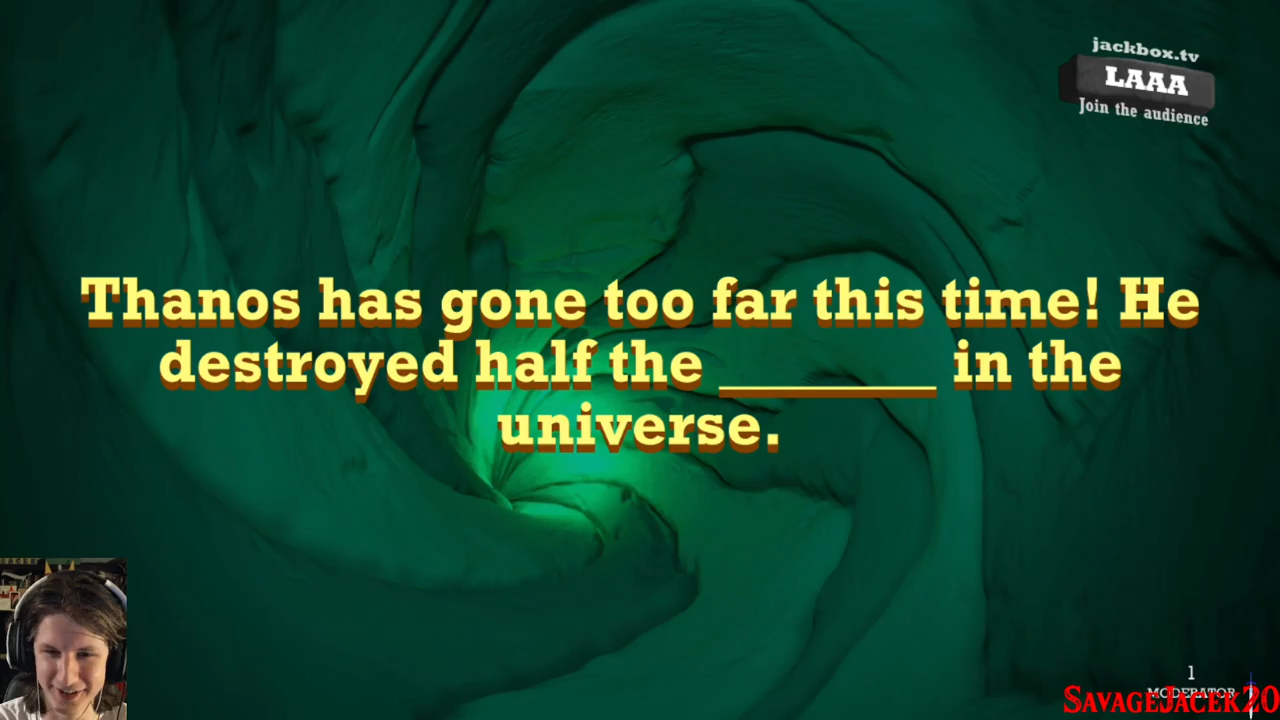 jackbox.tv
LAAA
Join the audience
Thanos has gone too far this time! He
destroyed half the ________ in the
universe.
1
MODERATOR
SavageJacek20